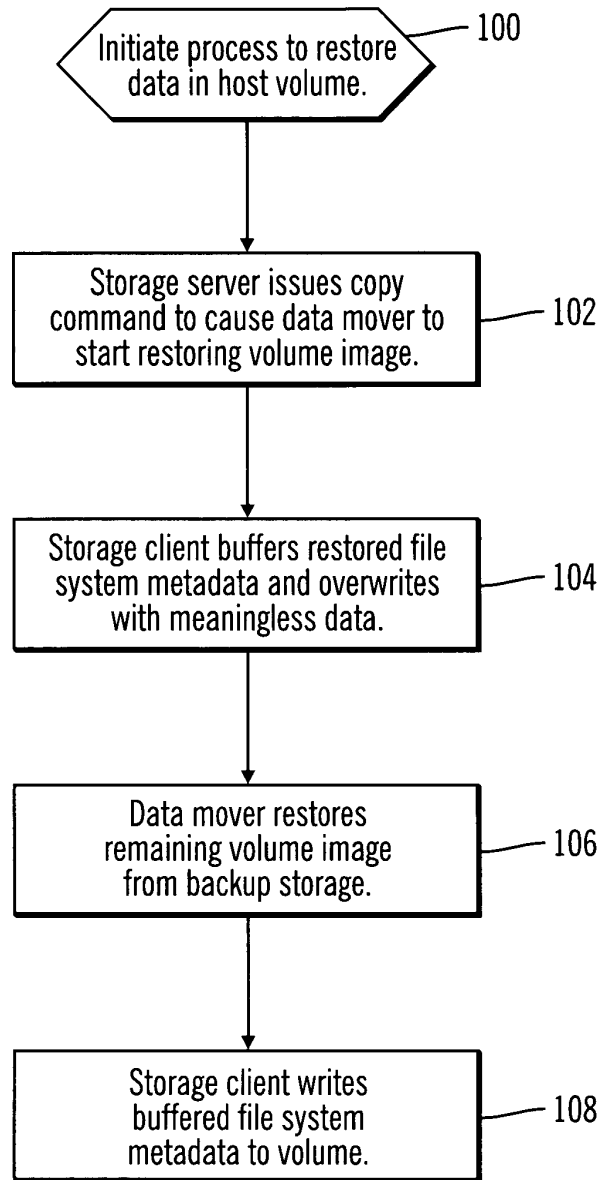 Initiate process to restore
data in host volume.
100
Storage server issues copy
command to cause data mover to
start restoring volume image.
102
Storage client buffers restored file
system metadata and overwrites
with meaningless data.
104
Data mover restores
remaining volume image
from backup storage.
106
Storage client writes
buffered file system
metadata to volume.
108